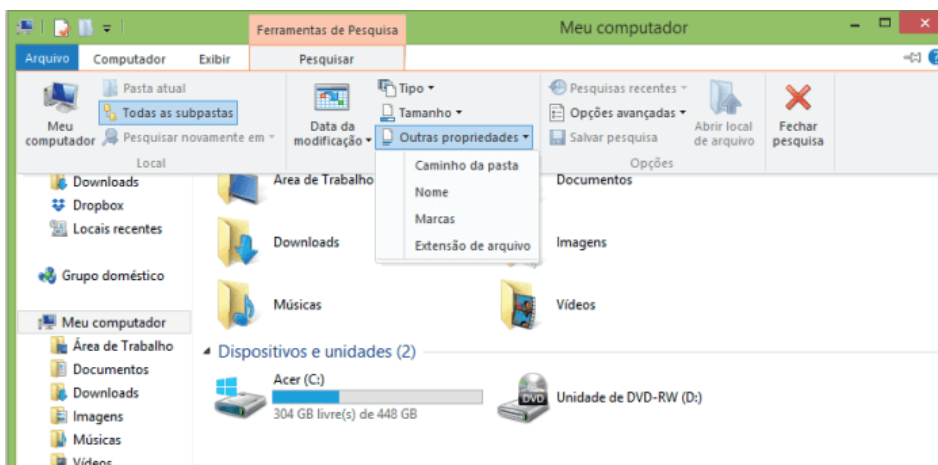 Ferramentas de Pesquisa
Meu computador
Arquivo
Computador
Exibir
Pesquisar
Meu computador
Pasta atual
Todas as subpastas
Pesquisar novamente em
Local
Data da modificação
Tipo
Tamanho
Outras propriedades
Caminho da pasta
Nome
Marcas
Extensão de arquivo
Pesquisas recentes
Opções avançadas
Salvar pesquisa
Abrir local de arquivo
Opções
Fechar pesquisa
Downloads
Dropbox
Locais recentes
Grupo doméstico
Meu computador
Área de Trabalho
Documentos
Downloads
Imagens
Músicas
Vídeos
Área de Trabalho
Documentos
Downloads
Imagens
Músicas
Vídeos
Dispositivos e unidades (2)
Acer (C:)
304 GB livre(s) de 448 GB
DVD
Unidade de DVD-RW (D:)